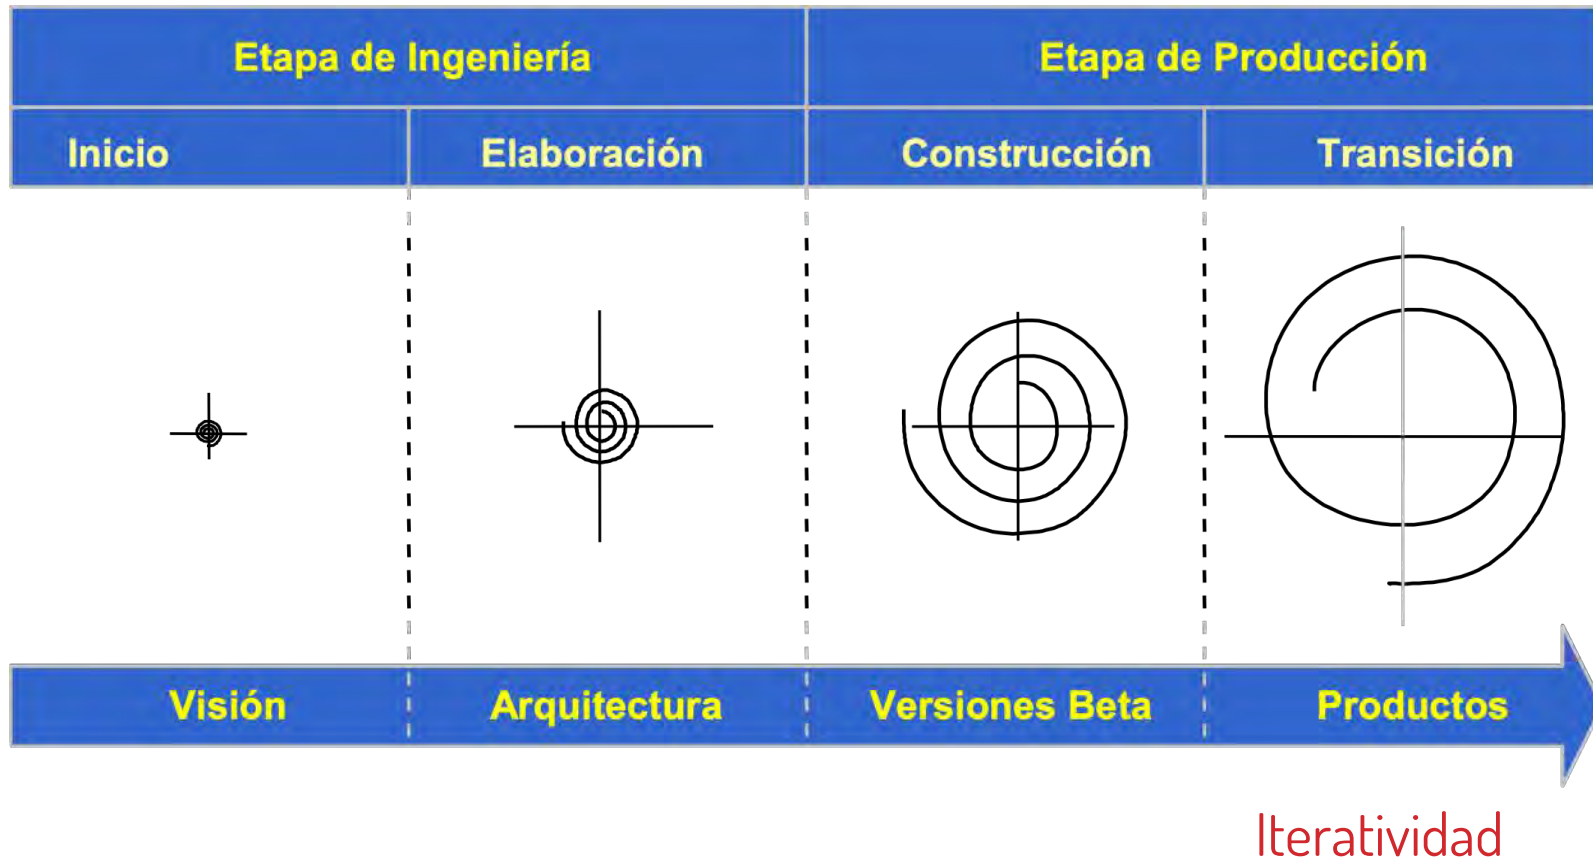 Etapa de Ingeniería
Etapa de Producción
Inicio
Elaboración
Construcción
Transición
Visión
Arquitectura
Versiones Beta
Productos
Iteratividad